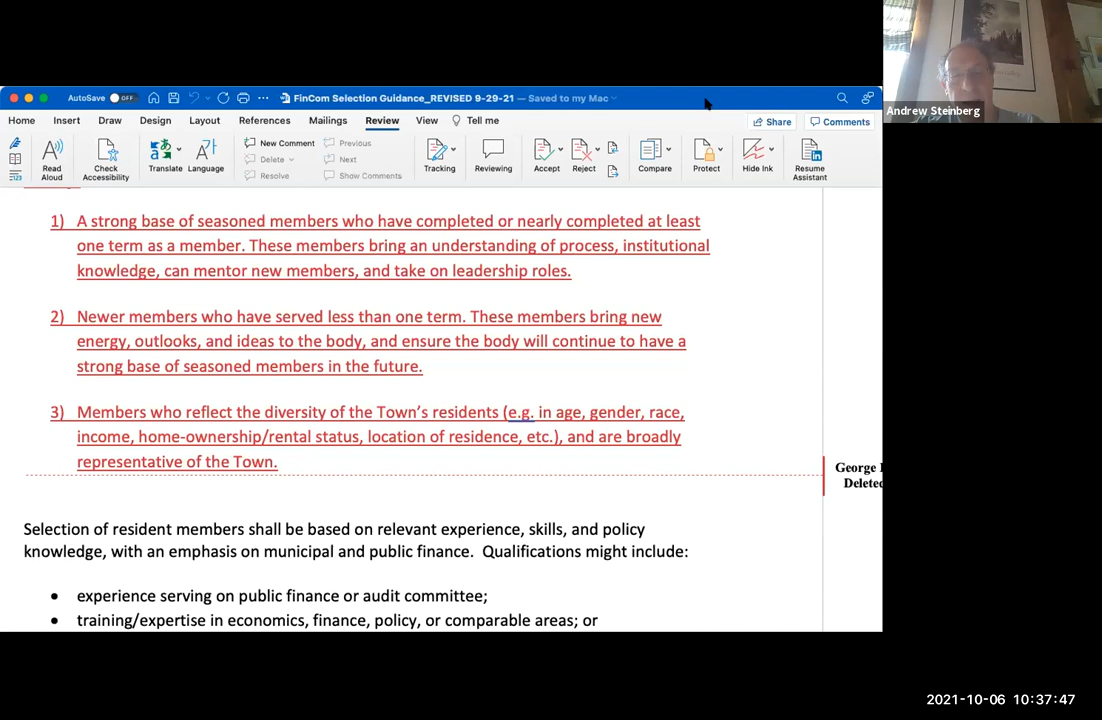 AutoSave OFF ... FinCom Selection Guidance_REVISED 9-29-21 — Saved to my Mac
Andrew Steinberg
Home Insert Draw Design Layout References Mailings Review View Tell me Share Comments
New Comment Previous
Delete Next
Resolve Show Comments
Read Aloud Check Accessibility Translate Language Tracking Reviewing Accept Reject Compare Protect Hide Ink Resume Assistant
1) A strong base of seasoned members who have completed or nearly completed at least
one term as a member. These members bring an understanding of process, institutional
knowledge, can mentor new members, and take on leadership roles.
2) Newer members who have served less than one term. These members bring new
energy, outlooks, and ideas to the body, and ensure the body will continue to have a
strong base of seasoned members in the future.
3) Members who reflect the diversity of the Town's residents (e.g. in age, gender, race,
income, home-ownership/rental status, location of residence, etc.), and are broadly
representative of the Town.
George
Deleted
Selection of resident members shall be based on relevant experience, skills, and policy
knowledge, with an emphasis on municipal and public finance. Qualifications might include:
• experience serving on public finance or audit committee;
• training/expertise in economics, finance, policy, or comparable areas; or
2021-10-06 10:37:47